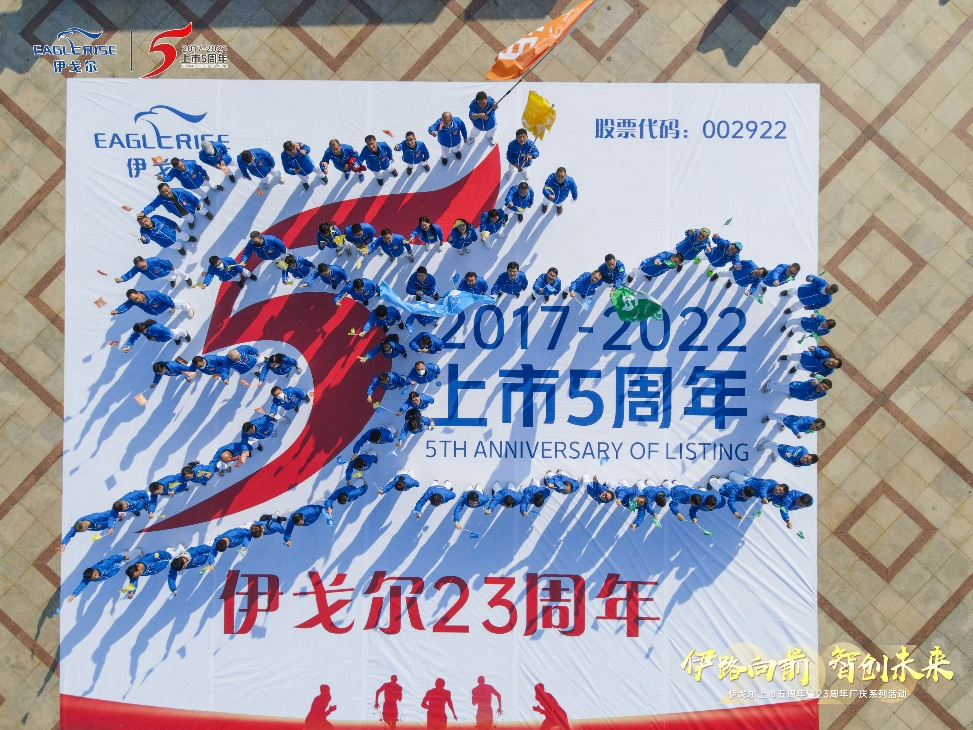 EAGLERISE
伊戈尔
5
2017-2022
上市5周年
EAGLERISE
伊戈
股票代码：002922
5
2017-2022
上市5周年
5TH ANNIVERSARY OF LISTING
伊戈尔23周年
伊路向前 智创未来
伊戈尔上市五周年暨23周年厂庆系列活动